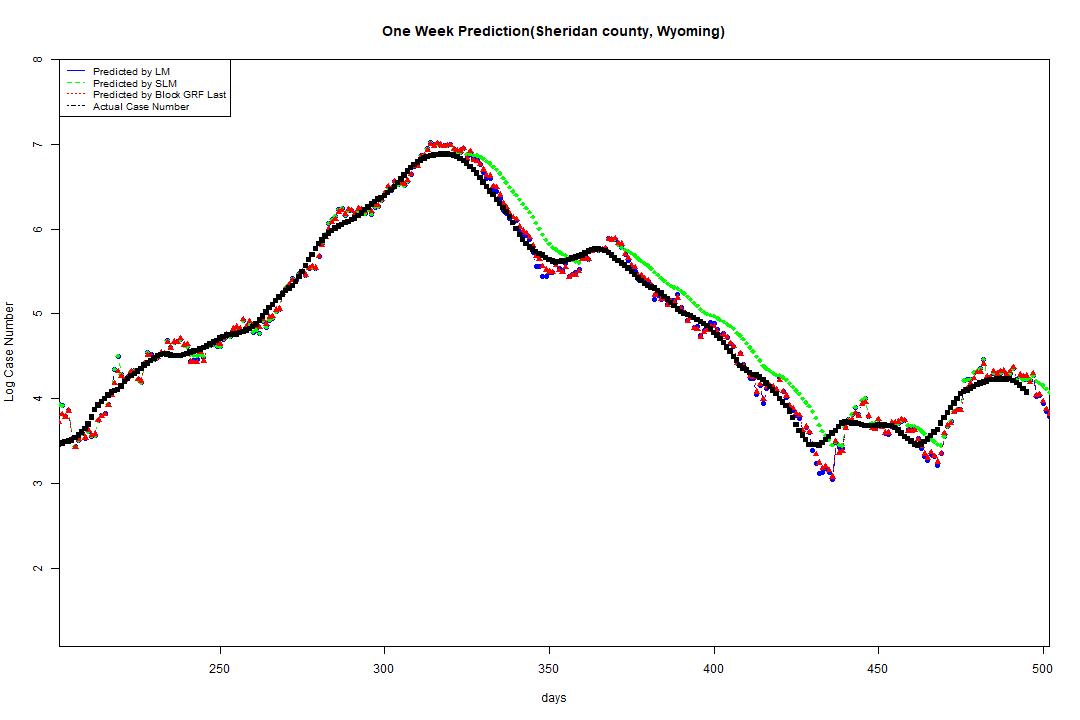 One Week Prediction(Sheridan county, Wyoming)
Predicted by LM
Predicted by SLM
Predicted by Block GRF Last
Actual Case Number
8
7
6
5
4
3
2
Log Case Number
250 300 350 400 450 500
days